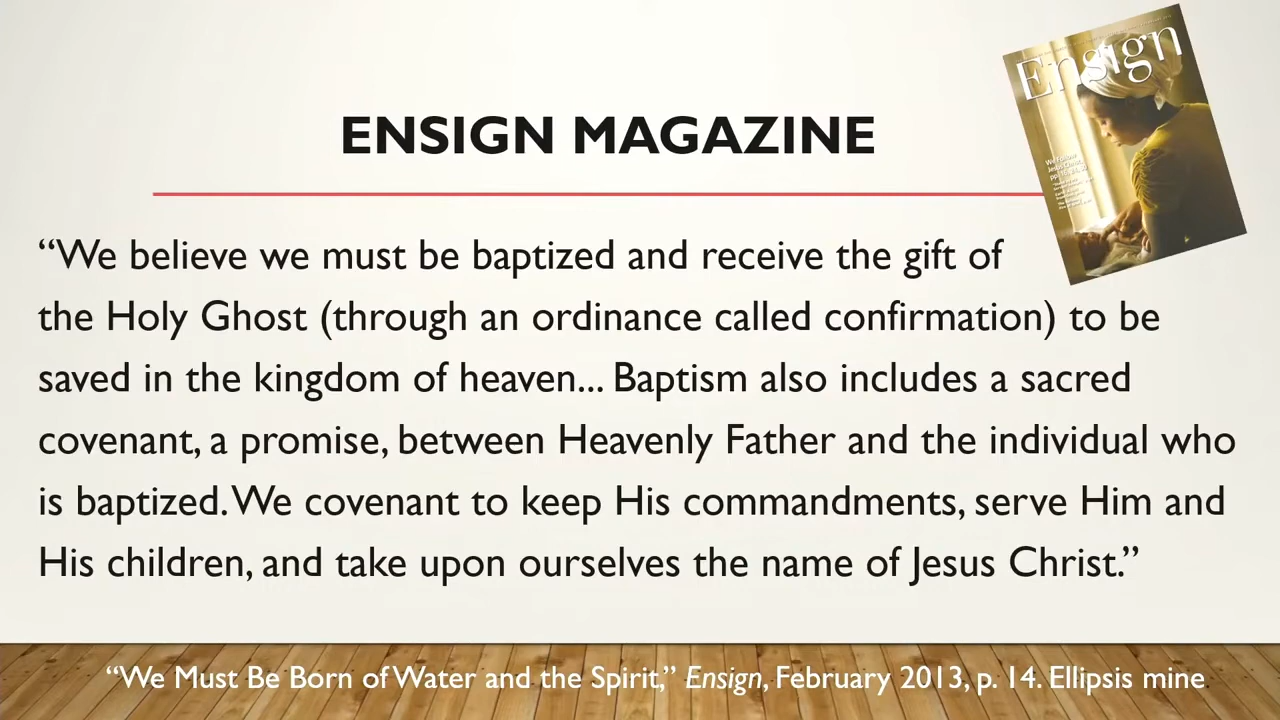 Ensign
ENSIGN MAGAZINE
“We believe we must be baptized and receive the gift of
the Holy Ghost (through an ordinance called confirmation) to be
saved in the kingdom of heaven... Baptism also includes a sacred
covenant, a promise, between Heavenly Father and the individual who
is baptized. We covenant to keep His commandments, serve Him and
His children, and take upon ourselves the name of Jesus Christ.”
“We Must Be Born of Water and the Spirit,” Ensign, February 2013, p. 14. Ellipsis mine